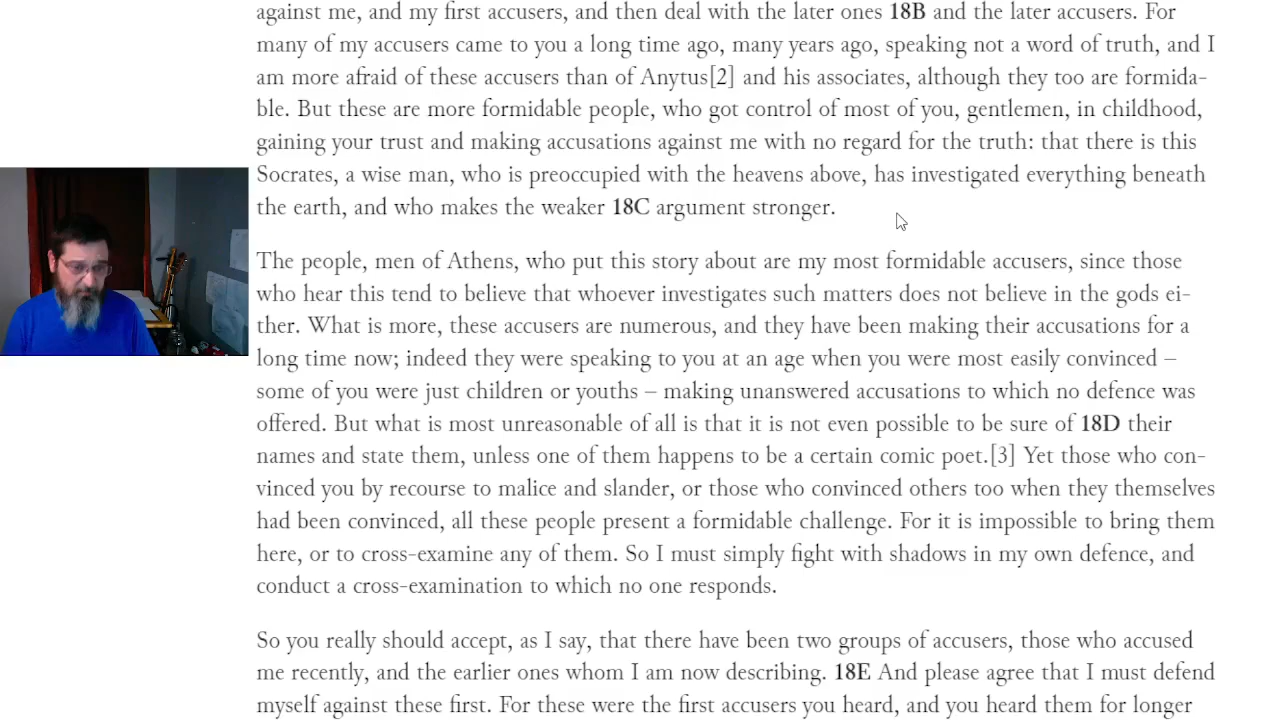 against me, and my first accusers, and then deal with the later ones 18B and the later accusers. For
many of my accusers came to you a long time ago, many years ago, speaking not a word of truth, and I
am more afraid of these accusers than of Anytus[2] and his associates, although they too are formida-
ble. But these are more formidable people, who got control of most of you, gentlemen, in childhood,
gaining your trust and making accusations against me with no regard for the truth: that there is this
Socrates, a wise man, who is preoccupied with the heavens above, has investigated everything beneath
the earth, and who makes the weaker 18C argument stronger.
The people, men of Athens, who put this story about are my most formidable accusers, since those
who hear this tend to believe that whoever investigates such matters does not believe in the gods ei-
ther. What is more, these accusers are numerous, and they have been making their accusations for a
long time now; indeed they were speaking to you at an age when you were most easily convinced –
some of you were just children or youths – making unanswered accusations to which no defence was
offered. But what is most unreasonable of all is that it is not even possible to be sure of 18D their
names and state them, unless one of them happens to be a certain comic poet.[3] Yet those who con-
vinced you by recourse to malice and slander, or those who convinced others too when they themselves
had been convinced, all these people present a formidable challenge. For it is impossible to bring them
here, or to cross-examine any of them. So I must simply fight with shadows in my own defence, and
conduct a cross-examination to which no one responds.
So you really should accept, as I say, that there have been two groups of accusers, those who accused
me recently, and the earlier ones whom I am now describing. 18E And please agree that I must defend
myself against these first. For these were the first accusers you heard, and you heard them for longer